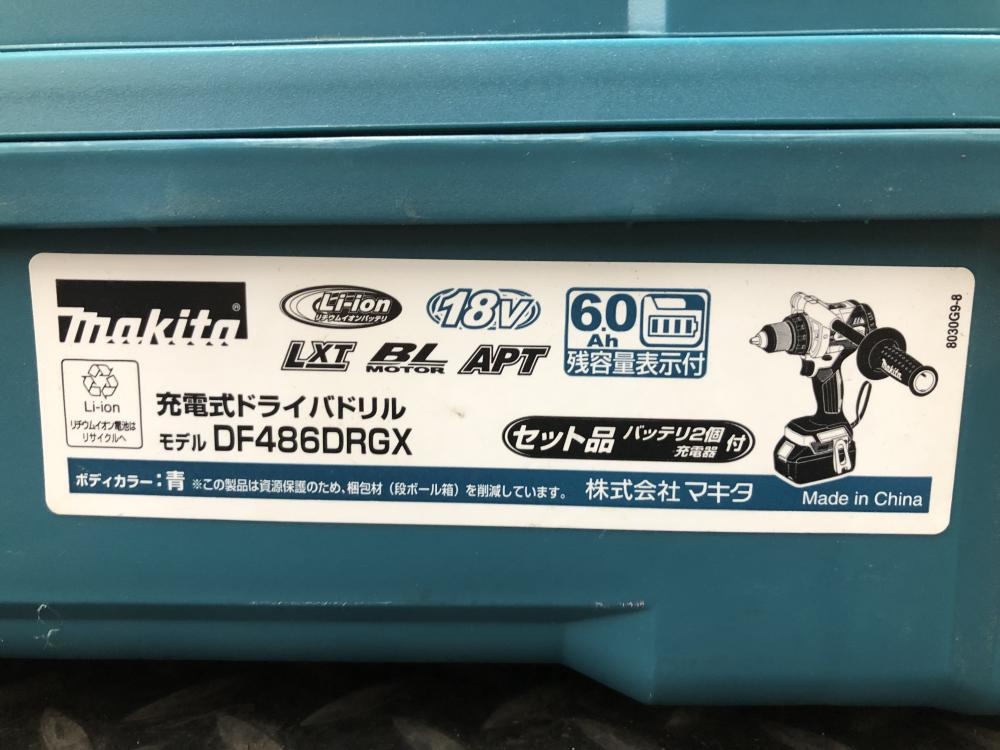 makita®
Li-ion
リチウムイオンバッテリ
18V
6.0
Ah
残容量表示付
LXT
BL
MOTOR
APT
Li-ion
リチウムイオン電池は
リサイクルへ
充電式ドライバドリル
モデル DF486DRGX
セット品 バッテリ2個
充電器
付
makita
8030G9-8
ボディカラー：青 ※この製品は資源保護のため、梱包材（段ボール箱）を削減しています。 株式会社 マキタ Made in China